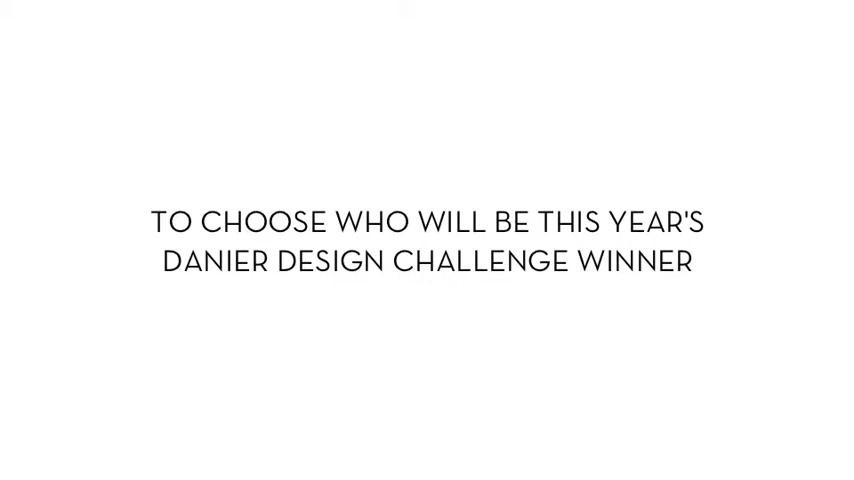 TO CHOOSE WHO WILL BE THIS YEAR'S
DANIER DESIGN CHALLENGE WINNER